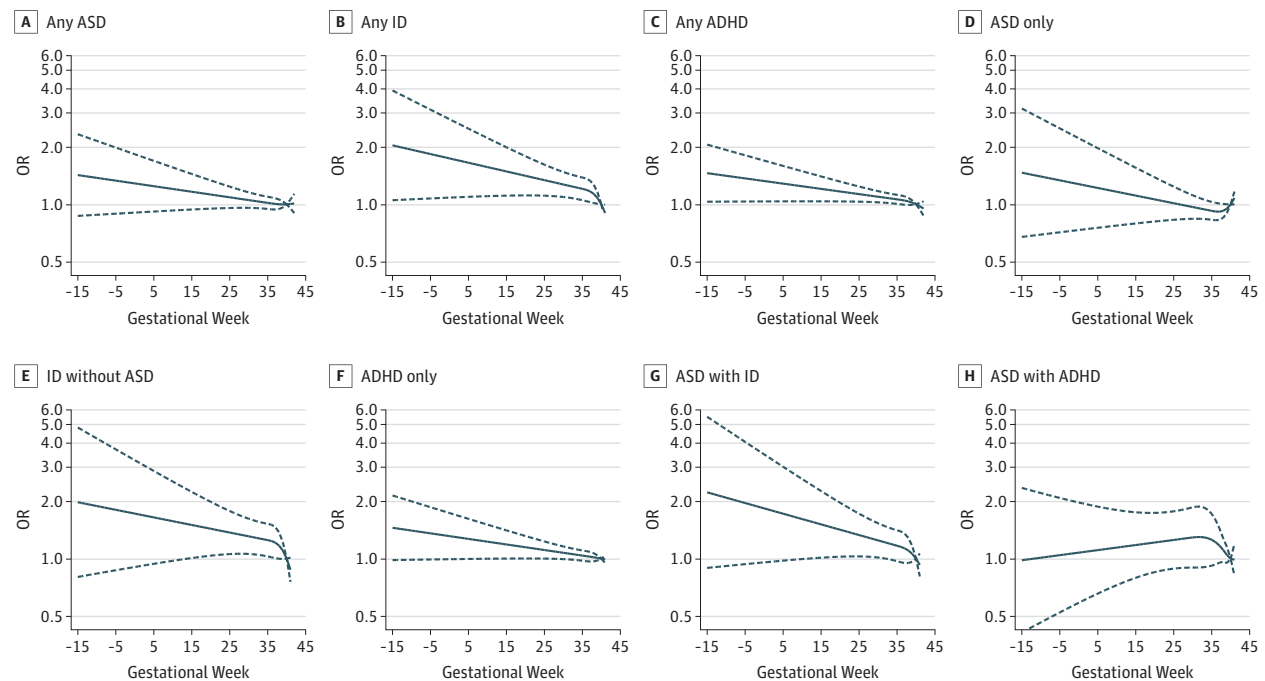 A Any ASD
6.0
5.0
4.0
3.0
2.0
1.0
0.5
OR
-15 -5 5 15 25 35 45
Gestational Week
B Any ID
6.0
5.0
4.0
3.0
2.0
1.0
0.5
OR
-15 -5 5 15 25 35 45
Gestational Week
C Any ADHD
6.0
5.0
4.0
3.0
2.0
1.0
0.5
OR
-15 -5 5 15 25 35 45
Gestational Week
D ASD only
6.0
5.0
4.0
3.0
2.0
1.0
0.5
OR
-15 -5 5 15 25 35 45
Gestational Week
E ID without ASD
6.0
5.0
4.0
3.0
2.0
1.0
0.5
OR
-15 -5 5 15 25 35 45
Gestational Week
F ADHD only
6.0
5.0
4.0
3.0
2.0
1.0
0.5
OR
-15 -5 5 15 25 35 45
Gestational Week
G ASD with ID
6.0
5.0
4.0
3.0
2.0
1.0
0.5
OR
-15 -5 5 15 25 35 45
Gestational Week
H ASD with ADHD
6.0
5.0
4.0
3.0
2.0
1.0
0.5
OR
-15 -5 5 15 25 35 45
Gestational Week